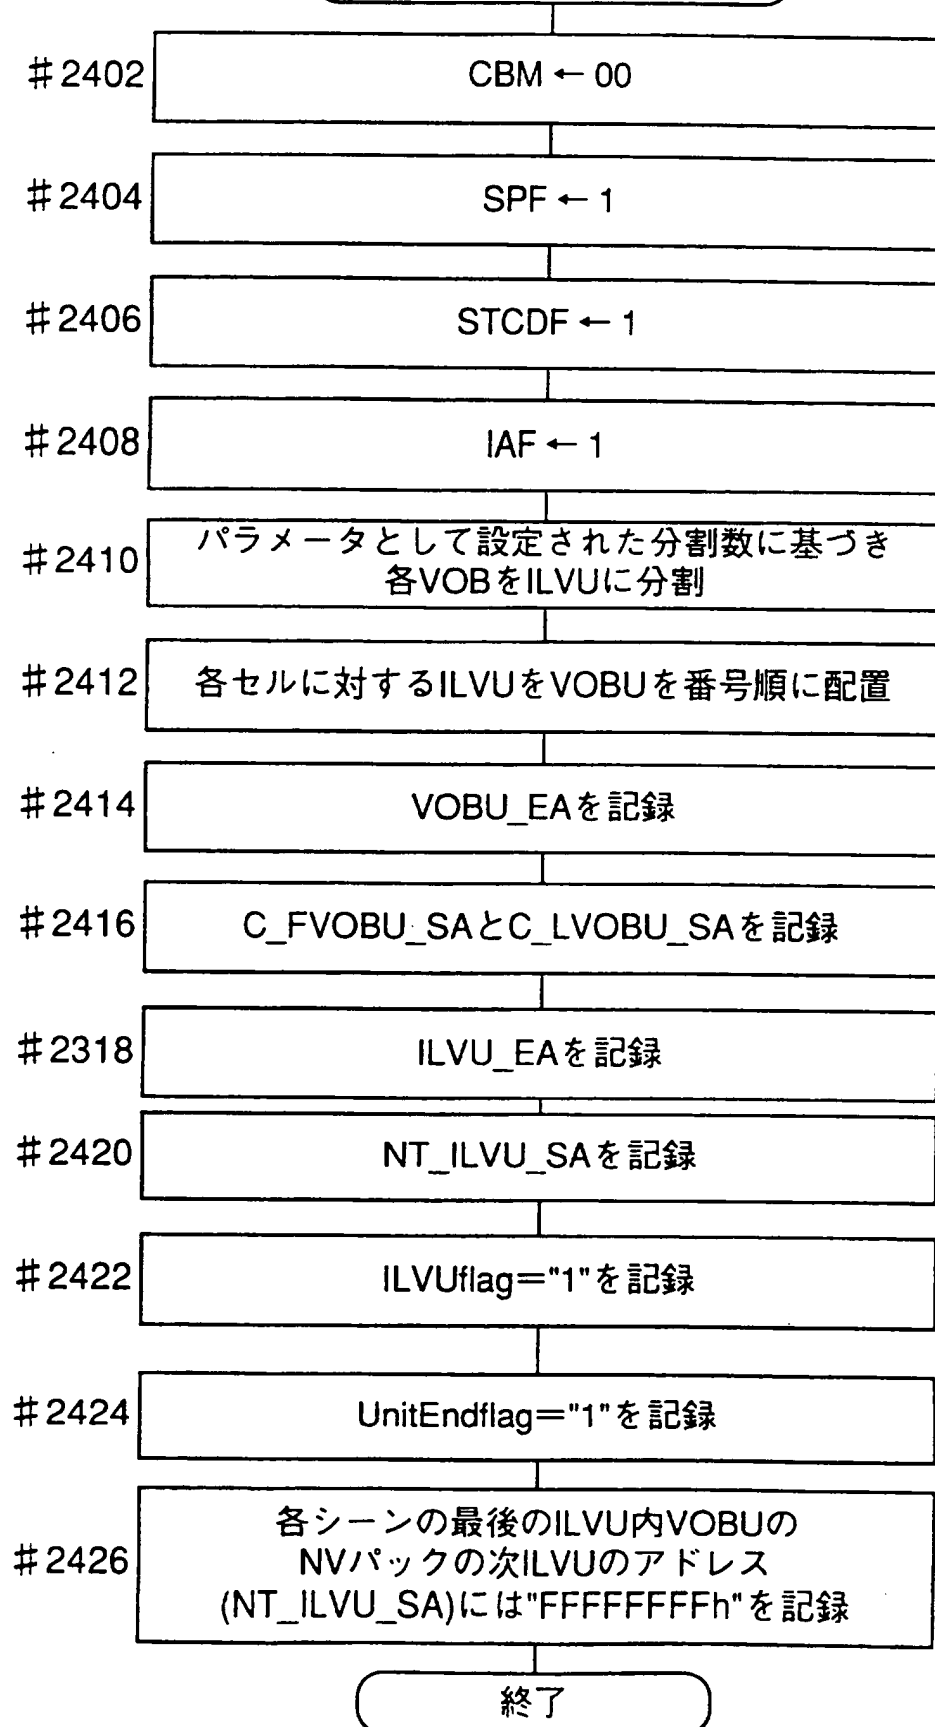 #2402 CBM ← 00
#2404 SPF ← 1
#2406 STCDF ← 1
#2408 IAF ← 1
#2410 パラメータとして設定された分割数に基づき
各VOBをILVUに分割
#2412 各セルに対するILVUをVOBUを番号順に配置
#2414 VOBU_EAを記録
#2416 C_FVOBU_SAとC_LVOBU_SAを記録
#2318 ILVU_EAを記録
#2420 NT_ILVU_SAを記録
#2422 ILVUflag="1"を記録
#2424 UnitEndflag="1"を記録
各シーンの最後のILVU内VOBUの
#2426 NVパックの次ILVUのアドレス
(NT_ILVU_SA)には"FFFFFFFFh"を記録
終了